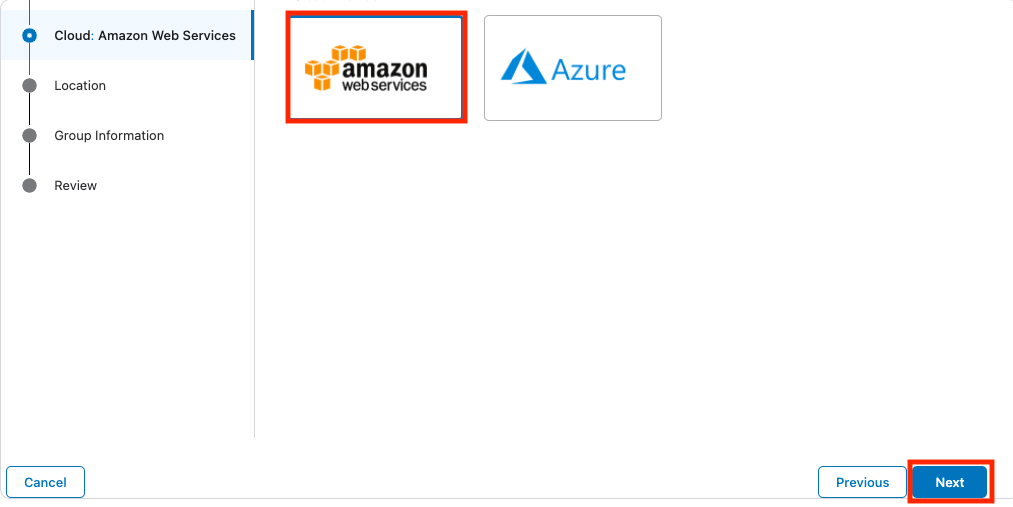 Cloud: Amazon Web Services
Location
Group Information
Review
amazon
webservices
Azure
Cancel
Previous
Next